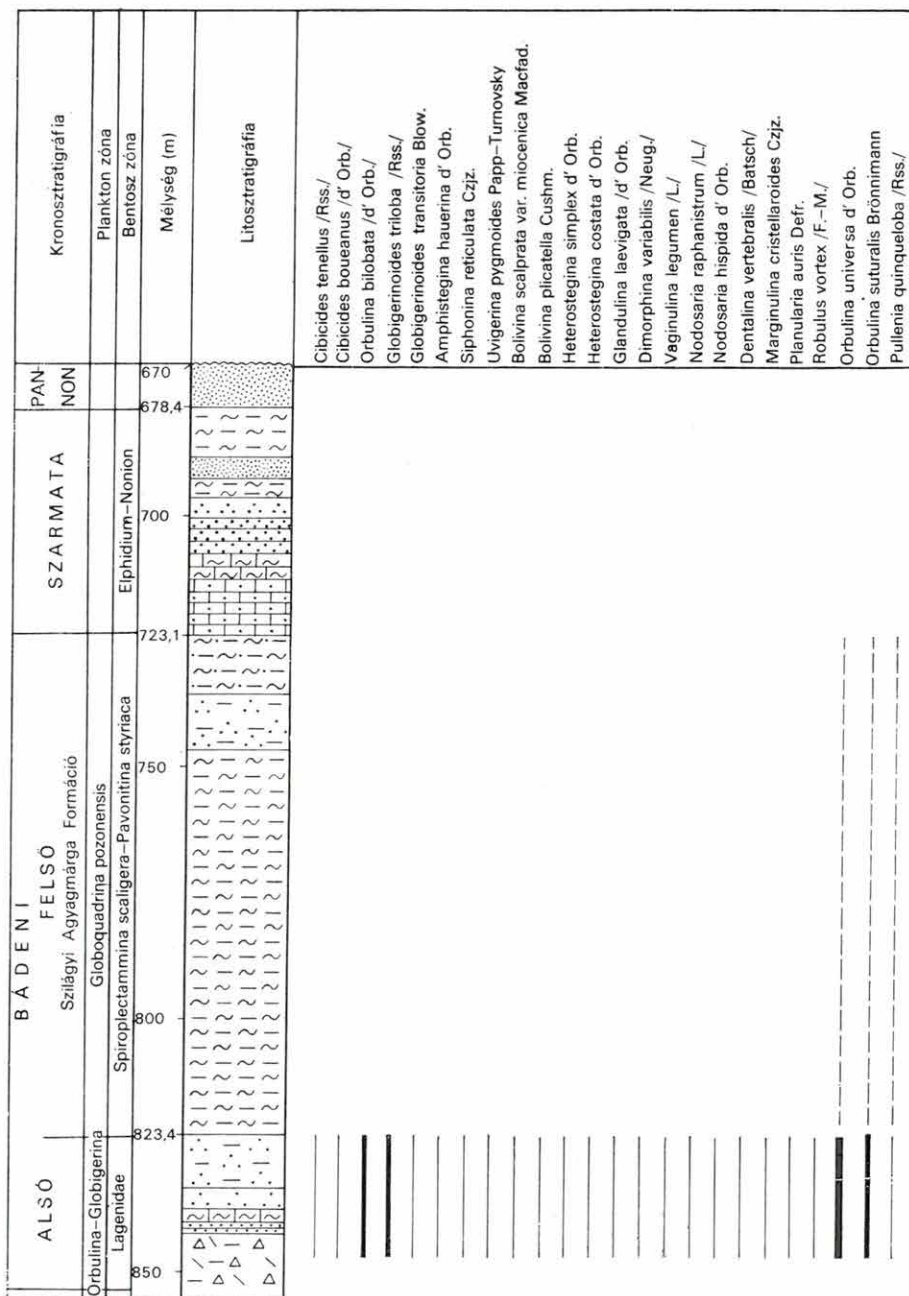 Kronosztratigráfia
Plankton zóna
Bentosz zóna
Mélység (m)
Litosztratigráfia
Cibicides tenellus /Rss./
Cibicides boueanus /d' Orb./
Orbulina bilobata /d' Orb./
Globigerinoides triloba /Rss./
Globigerinoides transitoria Blow.
Amphistegina hauerina d' Orb.
Siphonina reticulata Czjz.
Uvigerina pygmoides Papp–Turnovsky
Bolivina scalprata var. miocenica Macfad.
Bolivina plicatella Cushm.
Heterostegina simplex d' Orb.
Heterostegina costata d' Orb.
Glandulina laevigata /d' Orb.
Dimorphina variabilis /Neug./
Vaginulina legumen /L./
Nodosaria raphanistrum /L./
Nodosaria hispida d' Orb.
Dentalina vertebralis /Batsch/
Marginulina cristellaroides Czjz.
Planularia auris Defr.
Robulus vortex /F.–M./
Orbulina universa d' Orb.
Orbulina suturalis Brönnimann
Pullenia quinqueloba /Rss./
PAN-
NON
670
678,4
SZARMATA
Elphidium–Nonion
700
723,1
BÁDENI
FELSŐ
Szilágyi Agyagmárga Formáció
Globoquadrina pozonensis
Spiroplectammina scaligera–Pavonitina styriaca
750
800
823,4
ALSÓ
Orbulina–Globigerina
Lagenidae
850